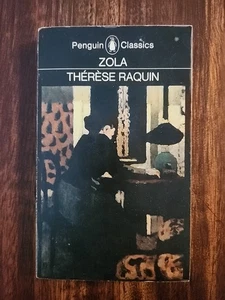 Penguin Classics
ZOLA
THÉRÈSE RAQUIN